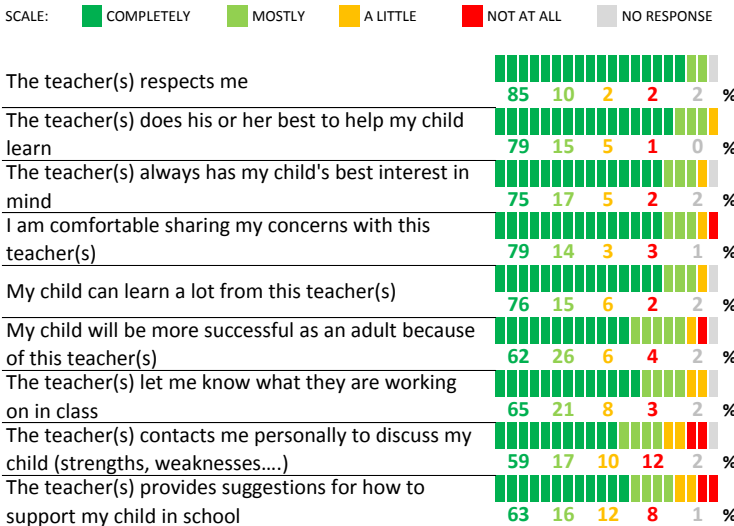 SCALE: COMPLETELY MOSTLY A LITTLE NOT AT ALL NO RESPONSE
The teacher(s) respects me
85 10 2 2 2 %
The teacher(s) does his or her best to help my child
learn
79 15 5 1 0 %
The teacher(s) always has my child's best interest in
mind
75 17 5 2 2 %
I am comfortable sharing my concerns with this
teacher(s)
79 14 3 3 1 %
My child can learn a lot from this teacher(s)
76 15 6 2 2 %
My child will be more successful as an adult because
of this teacher(s)
62 26 6 4 2 %
The teacher(s) let me know what they are working
on in class
65 21 8 3 2 %
The teacher(s) contacts me personally to discuss my
child (strengths, weaknesses....)
59 17 10 12 2 %
The teacher(s) provides suggestions for how to
support my child in school
63 16 12 8 1 %